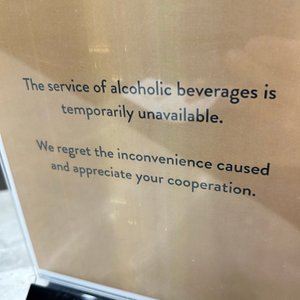 The service of alcoholic beverages is
temporarily unavailable.
We regret the inconvenience caused
and appreciate your cooperation.